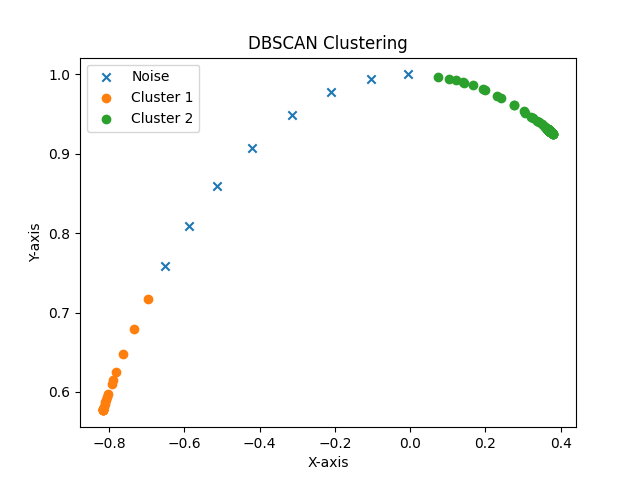 DBSCAN Clustering
Noise
Cluster 1
Cluster 2
1.0
0.9
0.8
0.7
0.6
Y-axis
−0.8 −0.6 −0.4 −0.2 0.0 0.2 0.4
X-axis